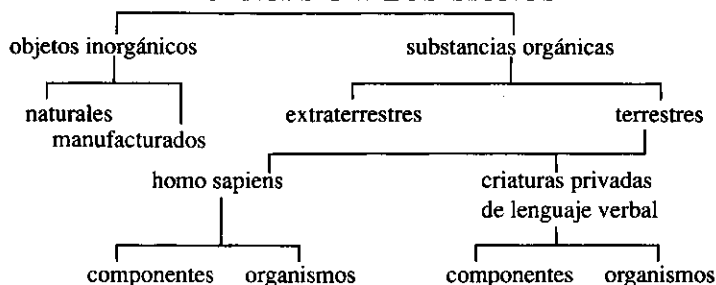 objetos inorgánicos substancias orgánicas
naturales extraterrestres terrestres
manufacturados
homo sapiens criaturas privadas
de lenguaje verbal
componentes organismos componentes organismos